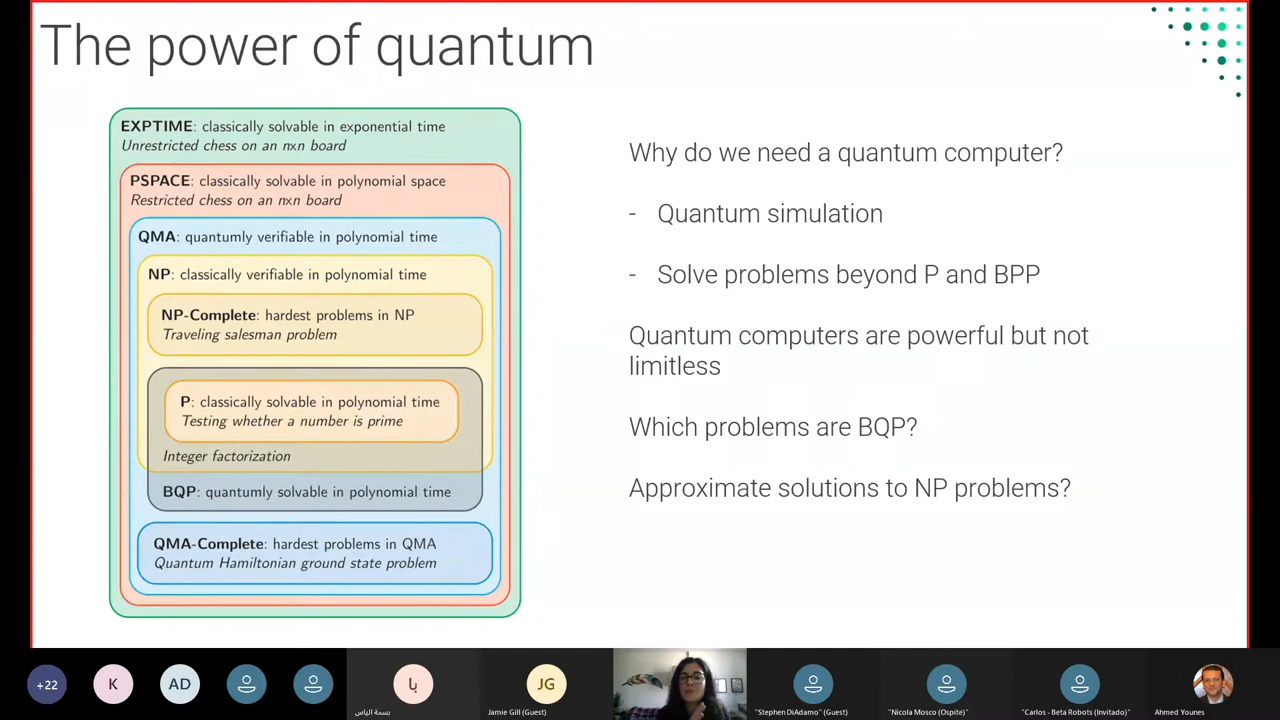 The power of quantum
EXPTIME: classically solvable in exponential time
Unrestricted chess on an nxn board
PSPACE: classically solvable in polynomial space
Restricted chess on an nxn board
QMA: quantumly verifiable in polynomial time
NP: classically verifiable in polynomial time
NP-Complete: hardest problems in NP
Traveling salesman problem
P: classically solvable in polynomial time
Testing whether a number is prime
Integer factorization
BQP: quantumly solvable in polynomial time
QMA-Complete: hardest problems in QMA
Quantum Hamiltonian ground state problem
Why do we need a quantum computer?
- Quantum simulation
- Solve problems beyond P and BPP
Quantum computers are powerful but not
limitless
Which problems are BQP?
Approximate solutions to NP problems?
+22
K
AD
با
بسمة الياس
JG
Jamie Gill (Guest)
"Stephen DiAdamo" (Guest)
"Nicola Mosco (Ospite)"
"Carlos - Beta Robots (Invitado)"
Ahmed Younes